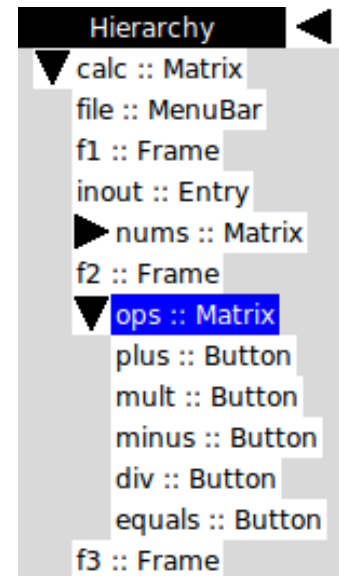 Hierarchy
calc :: Matrix
file :: MenuBar
f1 :: Frame
inout :: Entry
nums :: Matrix
f2 :: Frame
ops :: Matrix
plus :: Button
mult :: Button
minus :: Button
div :: Button
equals :: Button
f3 :: Frame